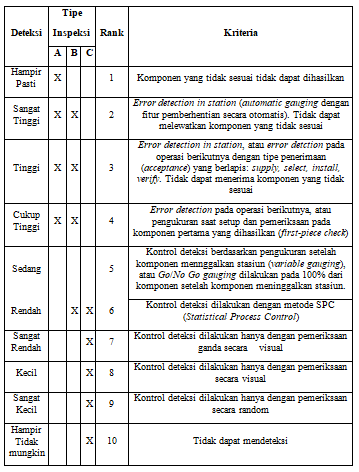 Deteksi
Tipe
Inspeksi
A B C
Rank
Kriteria
Hampir
Pasti
X
1
Komponen yang tidak sesuai tidak dapat dihasilkan
Sangat
Tinggi
X X
2
Error detection in station (automatic gauging dengan
fitur pemberhentian secara otomatis). Tidak dapat
melewatkan komponen yang tidak sesuai
Tinggi
X X
3
Error detection in station, atau error detction pada
operasi berikutnya dengan tipe penerimaan
(acceptance) yang berlapis: supply, select, install,
verify. Tidak dapat menerima komponen yang tidak
sesuai
Cukup
Tinggi
X X
4
Error detection pada operasi berikutnya, atau
pengukuran saat setup dan pemeriksaan pada
komponen pertama yang dihasilkan (first-piece check)
Sedang
5
Kontrol deteksi berdasarkan pengukuran setelah
komponen meninggalkan stasiun (variable gauging),
atau Go/No Go gauging dilakukan pada 100% dari
komponen setelah komponen meninggalkan stasiun.
Rendah
X X
6
Kontrol deteksi dilakukan dengan metode SPC
(Statistical Process Control)
Sangat
Rendah
X
7
Kontrol deteksi dilakukan hanya dengan pemeriksaan
ganda secara visual
Kecil
X
8
Kontrol deteksi dilakukan hanya dengan pemeriksaan
secara visual
Sangat
Kecil
X
9
Kontrol deteksi dilakukan hanya dengan pemeriksaan
secara random
Hampir
Tidak
mungkin
X
10
Tidak dapat mendeteksi